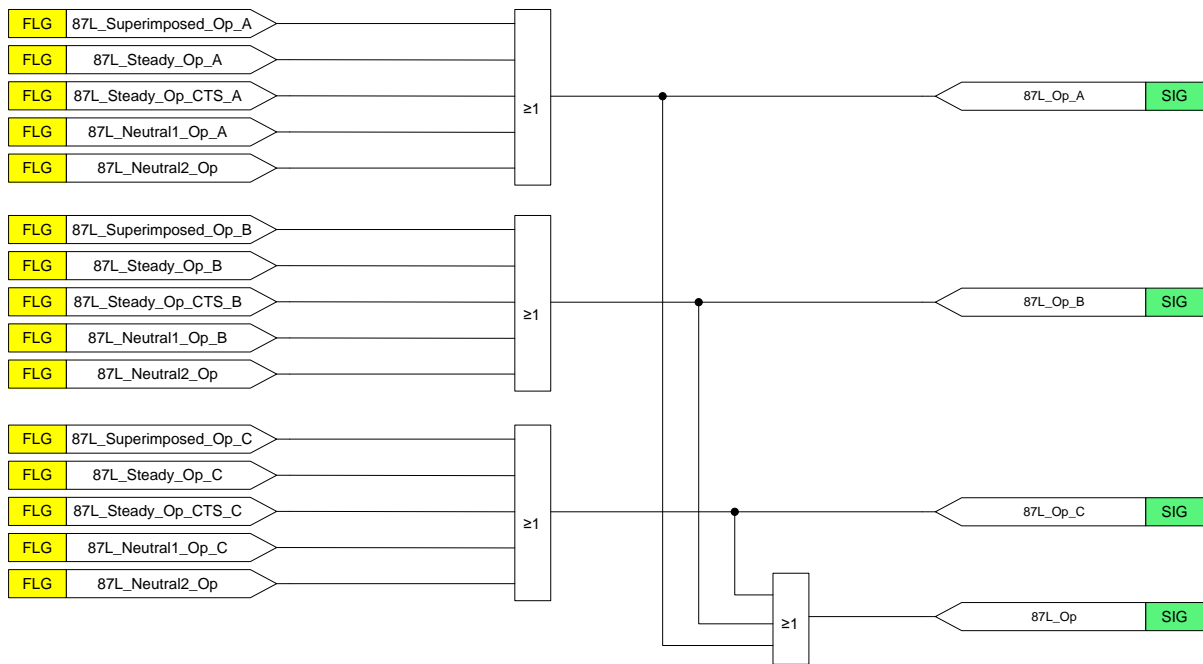 FLG 87L_Superimposed_Op_A
FLG 87L_Steady_Op_A
FLG 87L_Steady_Op_CTS_A
FLG 87L_Neutral1_Op_A
FLG 87L_Neutral2_Op
≥1
87L_Op_A SIG
FLG 87L_Superimposed_Op_B
FLG 87L_Steady_Op_B
FLG 87L_Steady_Op_CTS_B
FLG 87L_Neutral1_Op_B
FLG 87L_Neutral2_Op
≥1
87L_Op_B SIG
FLG 87L_Superimposed_Op_C
FLG 87L_Steady_Op_C
FLG 87L_Steady_Op_CTS_C
FLG 87L_Neutral1_Op_C
FLG 87L_Neutral2_Op
≥1
87L_Op_C SIG
≥1
87L_Op SIG